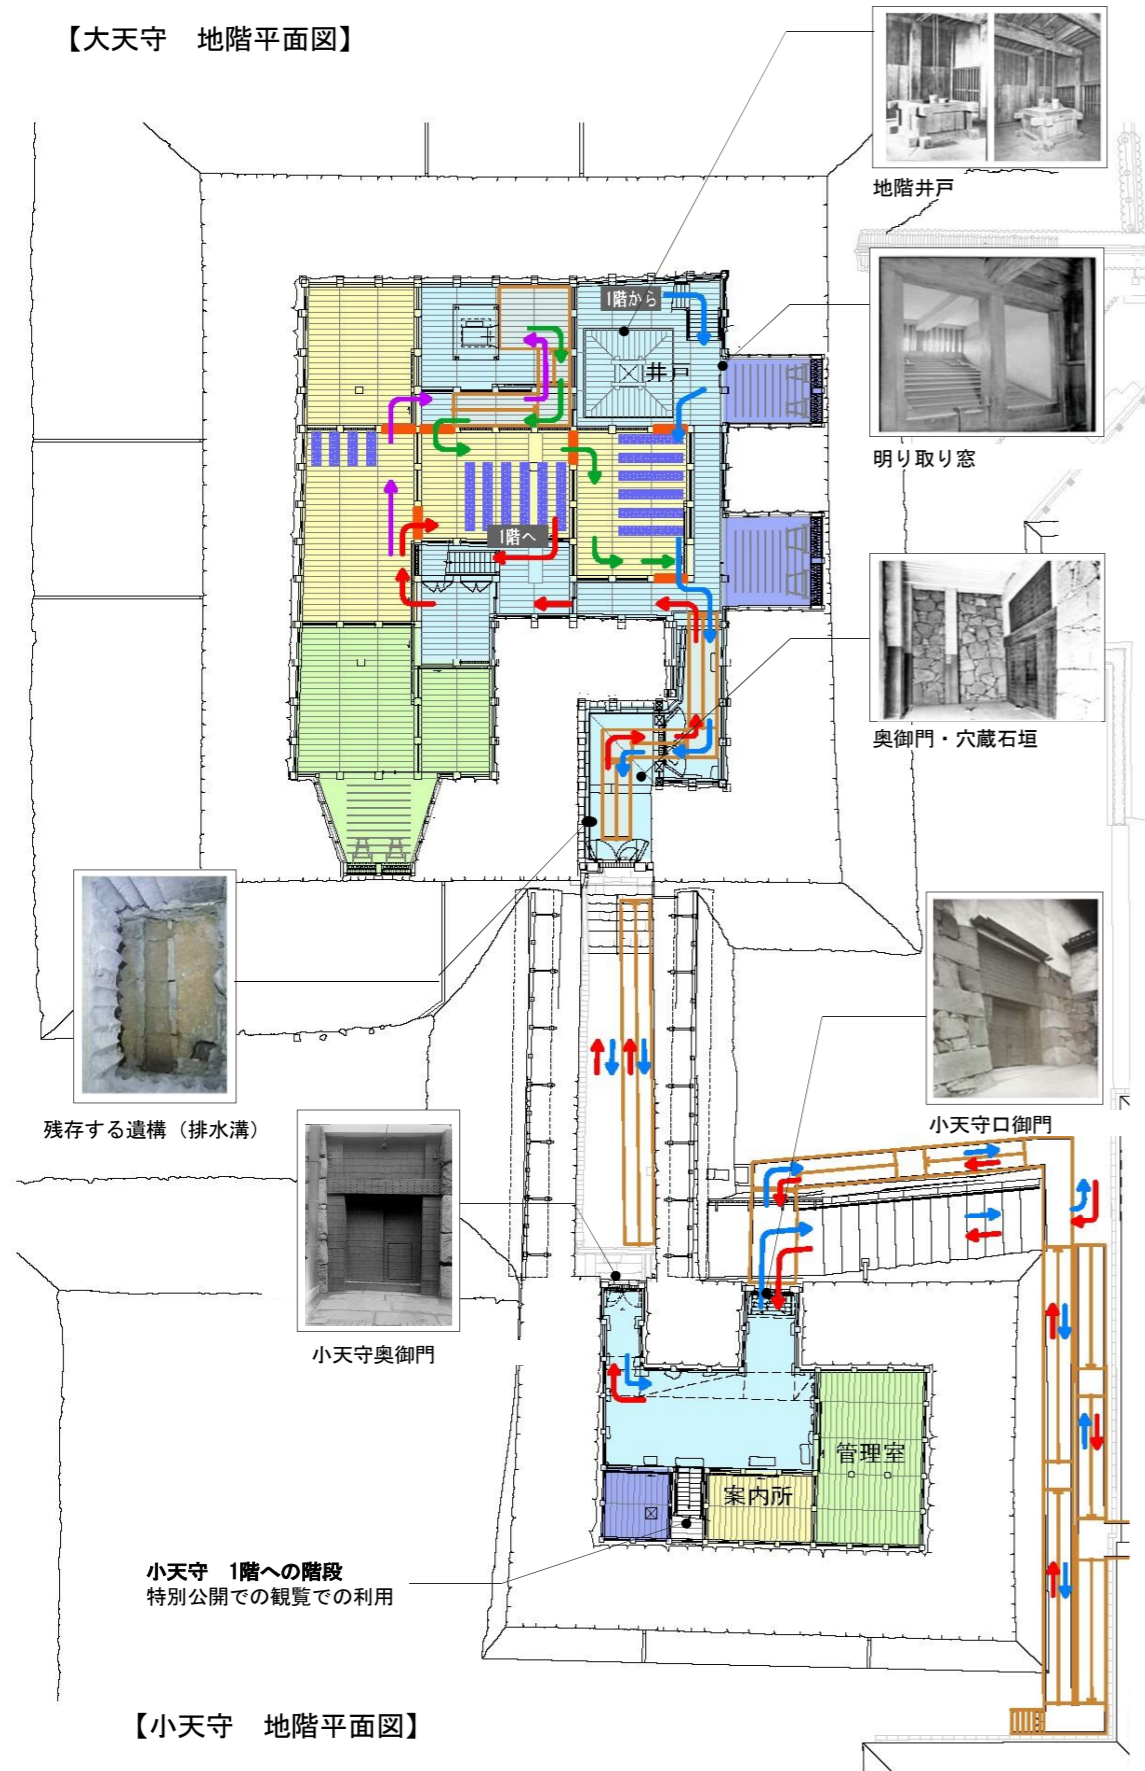 【大天守　地階平面図】
地階井戸
1階から
井戸
明り取り窓
1階へ
奥御門・穴蔵石垣
残存する遺構（排水溝）
小天守口御門
小天守奥御門
管理室
案内所
小天守　1階への階段
特別公開での観覧での利用
【小天守　地階平面図】